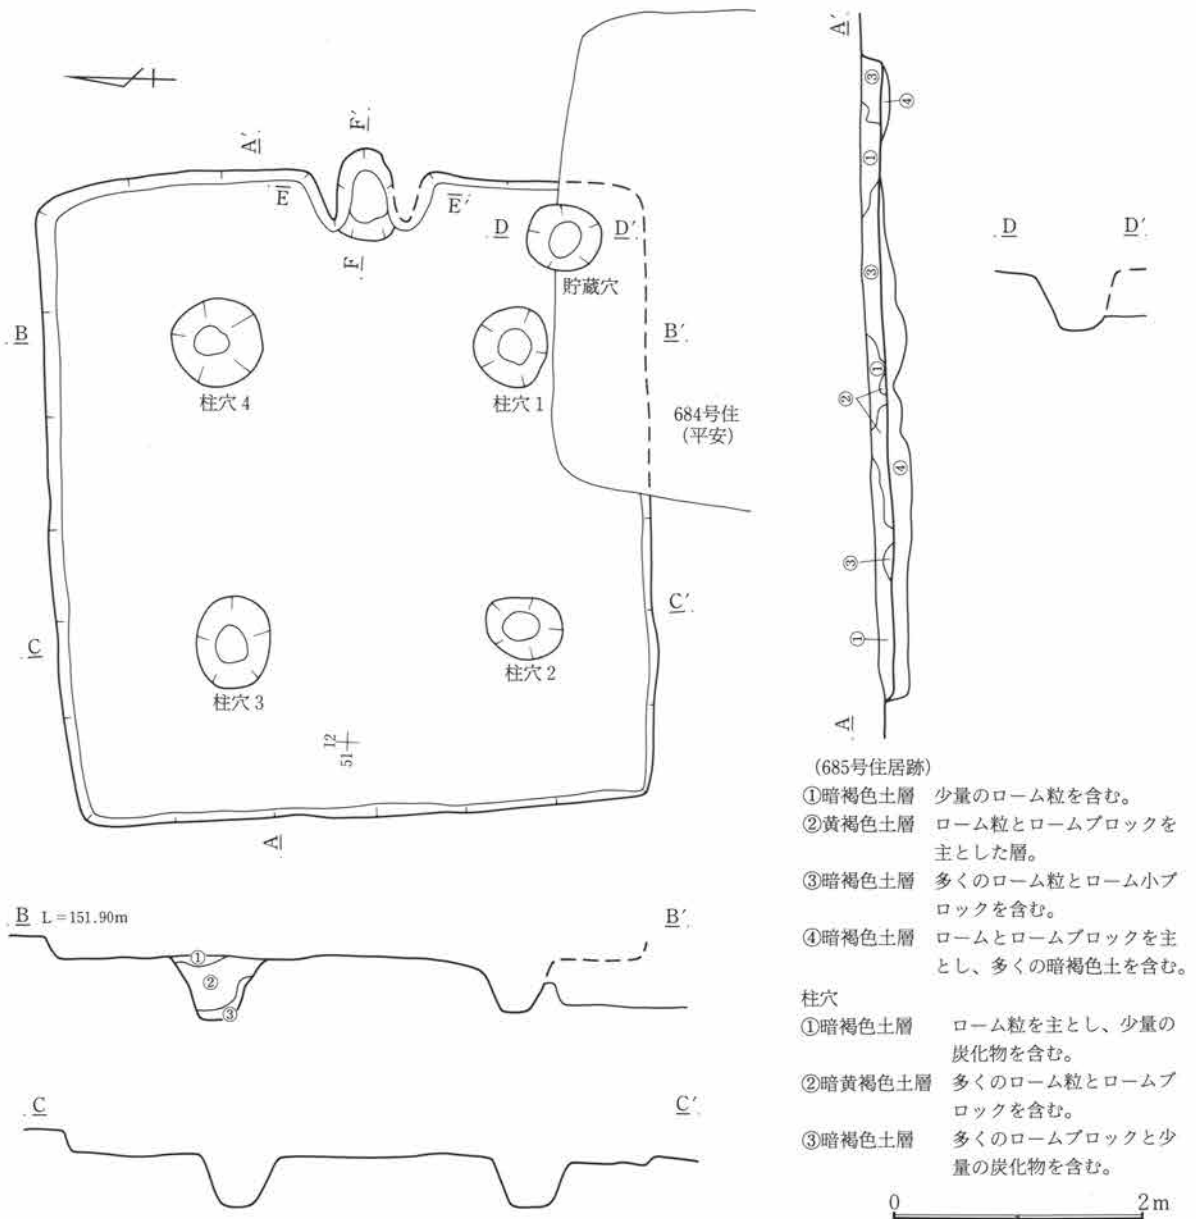 A′
F′
A′
E
E′
D
D′
D
D′
F
貯蔵穴
B
B′
柱穴 4
柱穴 1
684号住
(平安)
C
C′
柱穴 3
柱穴 2
12
51
A
A
③
④
①
③
①
②
④
③
①
(685号住居跡)
①暗褐色土層 少量のローム粒を含む。
②黄褐色土層 ローム粒とロームブロックを
主とした層。
③暗褐色土層 多くのローム粒とローム小ブ
ロックを含む。
④暗褐色土層 ロームとロームブロックを主
とし、多くの暗褐色土を含む。
柱穴
①暗褐色土層 ローム粒を主とし、少量の
炭化物を含む。
②暗黄褐色土層 多くのローム粒とロームブ
ロックを含む。
③暗褐色土層 多くのロームブロックと少
量の炭化物を含む。
B L=151.90m
B′
①
②
③
C
C′
0 2m